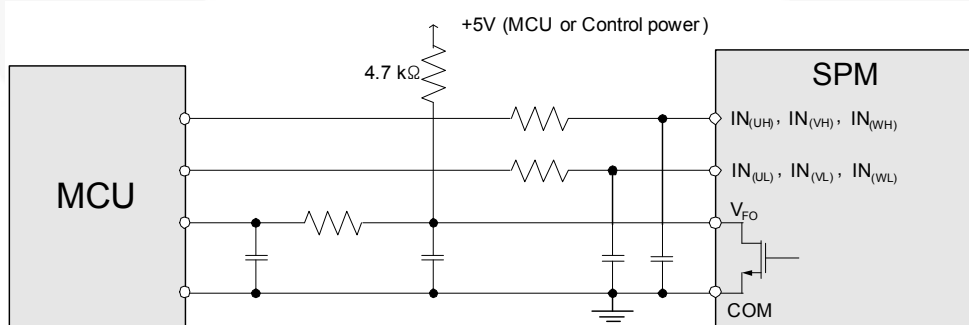 +5V (MCU or Control power)
4.7 kΩ
SPM
MCU
IN(UH), IN(VH), IN(WH)
IN(UL), IN(VL), IN(WL)
VFO
COM